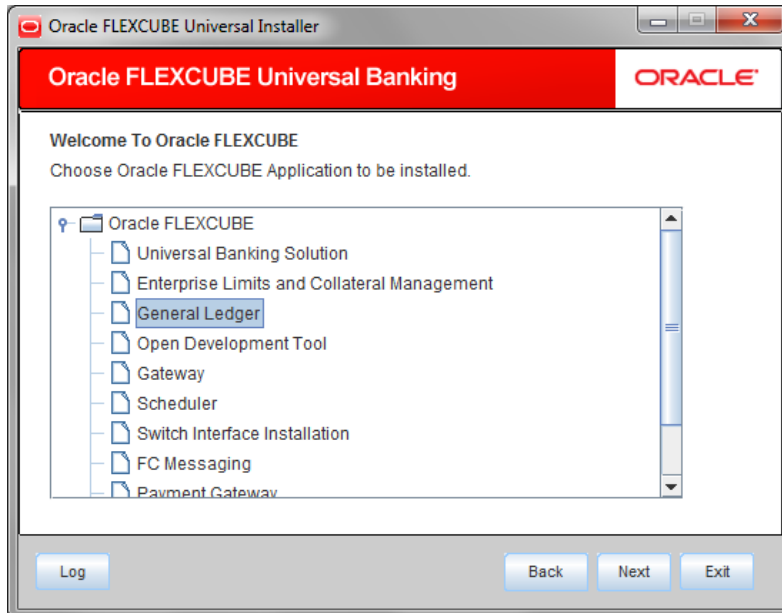 Oracle FLEXCUBE Universal Installer
Oracle FLEXCUBE Universal Banking
ORACLE
Welcome To Oracle FLEXCUBE
Choose Oracle FLEXCUBE Application to be installed.
Oracle FLEXCUBE
Universal Banking Solution
Enterprise Limits and Collateral Management
General Ledger
Open Development Tool
Gateway
Scheduler
Switch Interface Installation
FC Messaging
Payment Gateway
Log
Back
Next
Exit